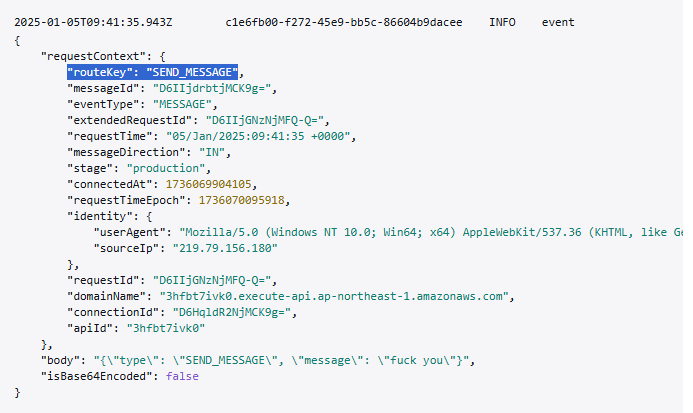 2025-01-05T09:41:35.943Z c1e6fb00-f272-45e9-bb5c-86604b9dacee INFO event
{
"requestContext": {
"routeKey": "SEND_MESSAGE",
"messageId": "D6IIjdrbtjMCK9g=",
"eventType": "MESSAGE",
"extendedRequestId": "D6IIjGNzNjMFQ-Q=",
"requestTime": "05/Jan/2025:09:41:35 +0000",
"messageDirection": "IN",
"stage": "production",
"connectedAt": 1736069904105,
"requestTimeEpoch": 1736070095918,
"identity": {
"userAgent": "Mozilla/5.0 (Windows NT 10.0; Win64; x64) AppleWebKit/537.36 (KHTML, like Ge
"sourceIp": "219.79.156.180"
},
"requestId": "D6IIjGNzNjMFQ-Q=",
"domainName": "3hfbt7ivk0.execute-api.ap-northeast-1.amazonaws.com",
"connectionId": "D6HqldR2NjMCK9g=",
"apiId": "3hfbt7ivk0"
},
"body": "{\"type\": \"SEND_MESSAGE\", \"message\": \"fuck you\"}",
"isBase64Encoded": false
}